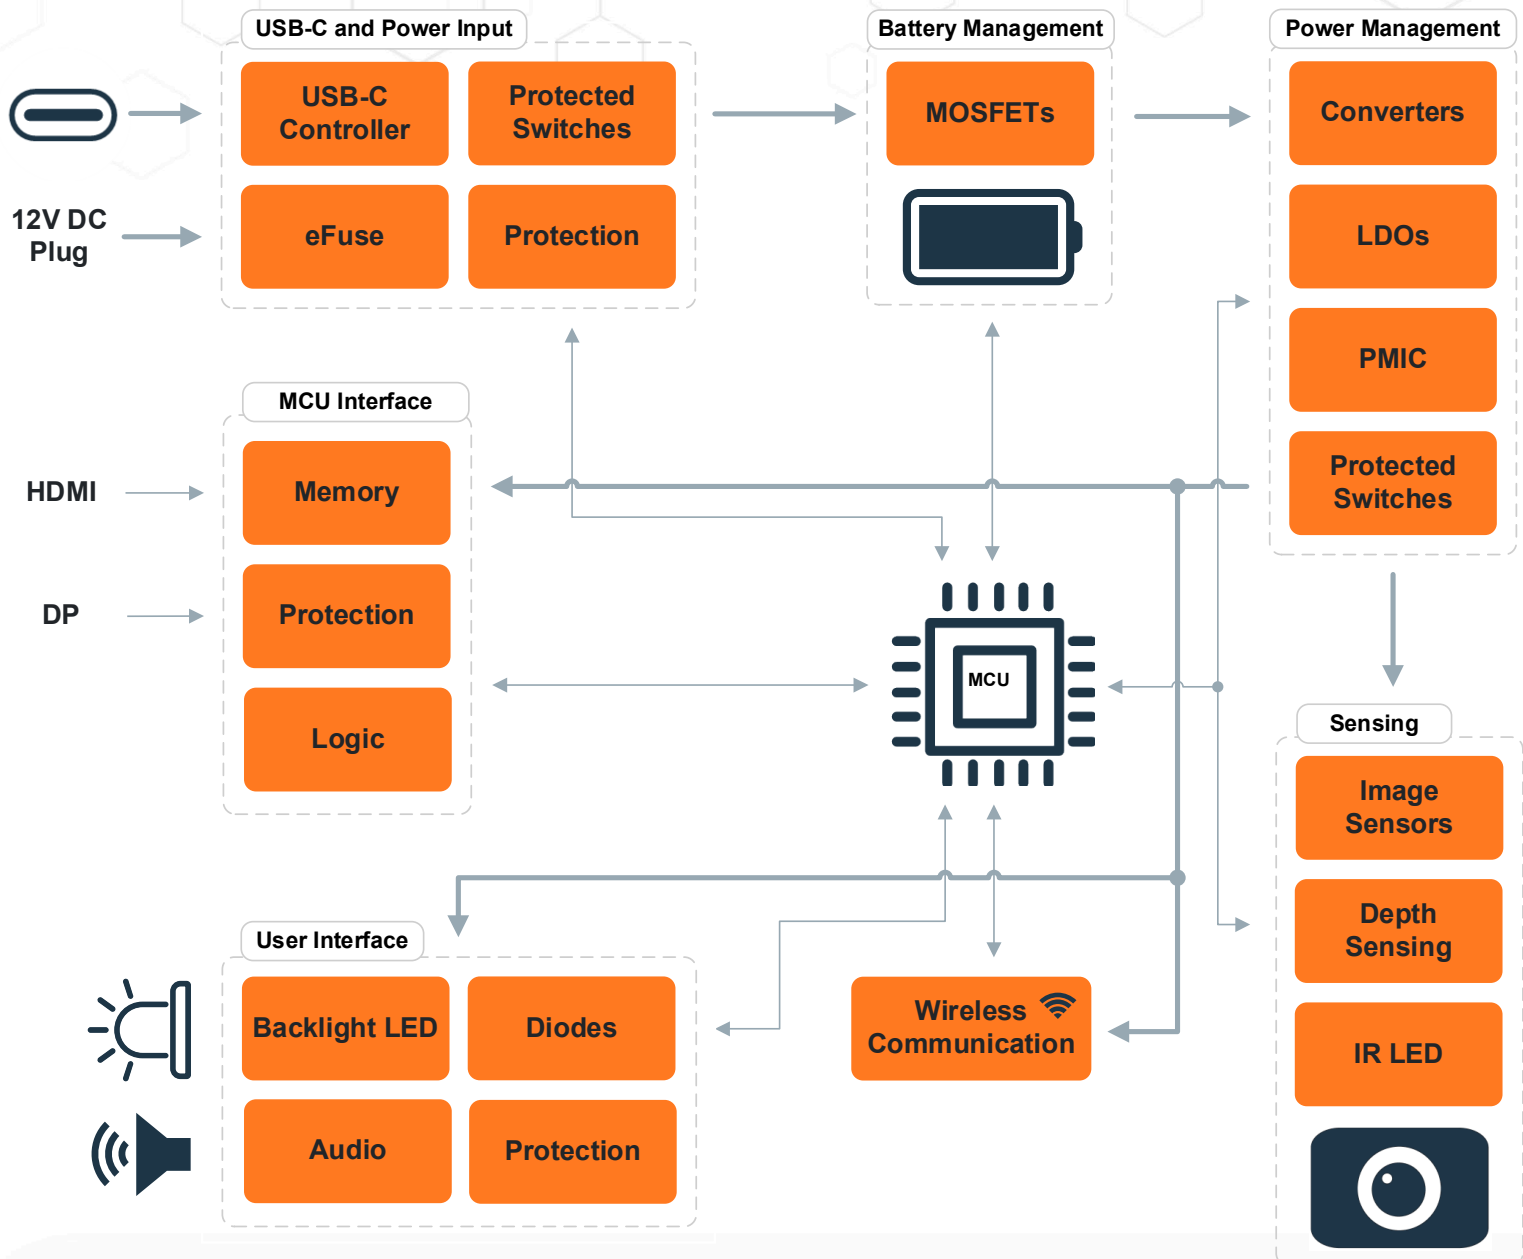 USB-C and Power Input
USB-C
Controller
Protected
Switches
12V DC
Plug
eFuse
Protection
Battery Management
MOSFETs
Power Management
Converters
LDOs
PMIC
Protected
Switches
MCU Interface
HDMI
Memory
DP
Protection
Logic
MCU
Sensing
Image
Sensors
Depth
Sensing
IR LED
User Interface
Backlight LED
Diodes
Audio
Protection
Wireless
Communication